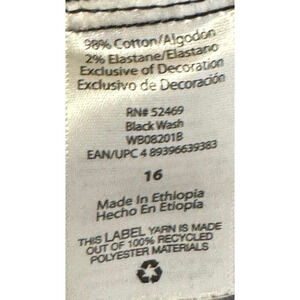 98% Cotton/Algodón
2% Elastane/Elastano
Exclusive of Decoration
Exclusivo de Decoración
RN# 52469
Black Wash
WB08201B
EAN/UPC 4 89396639383
16
Made In Ethiopia
Hecho En Etiopía
THIS LABEL YARN IS MADE
OUT OF 100% RECYCLED
POLYESTER MATERIALS